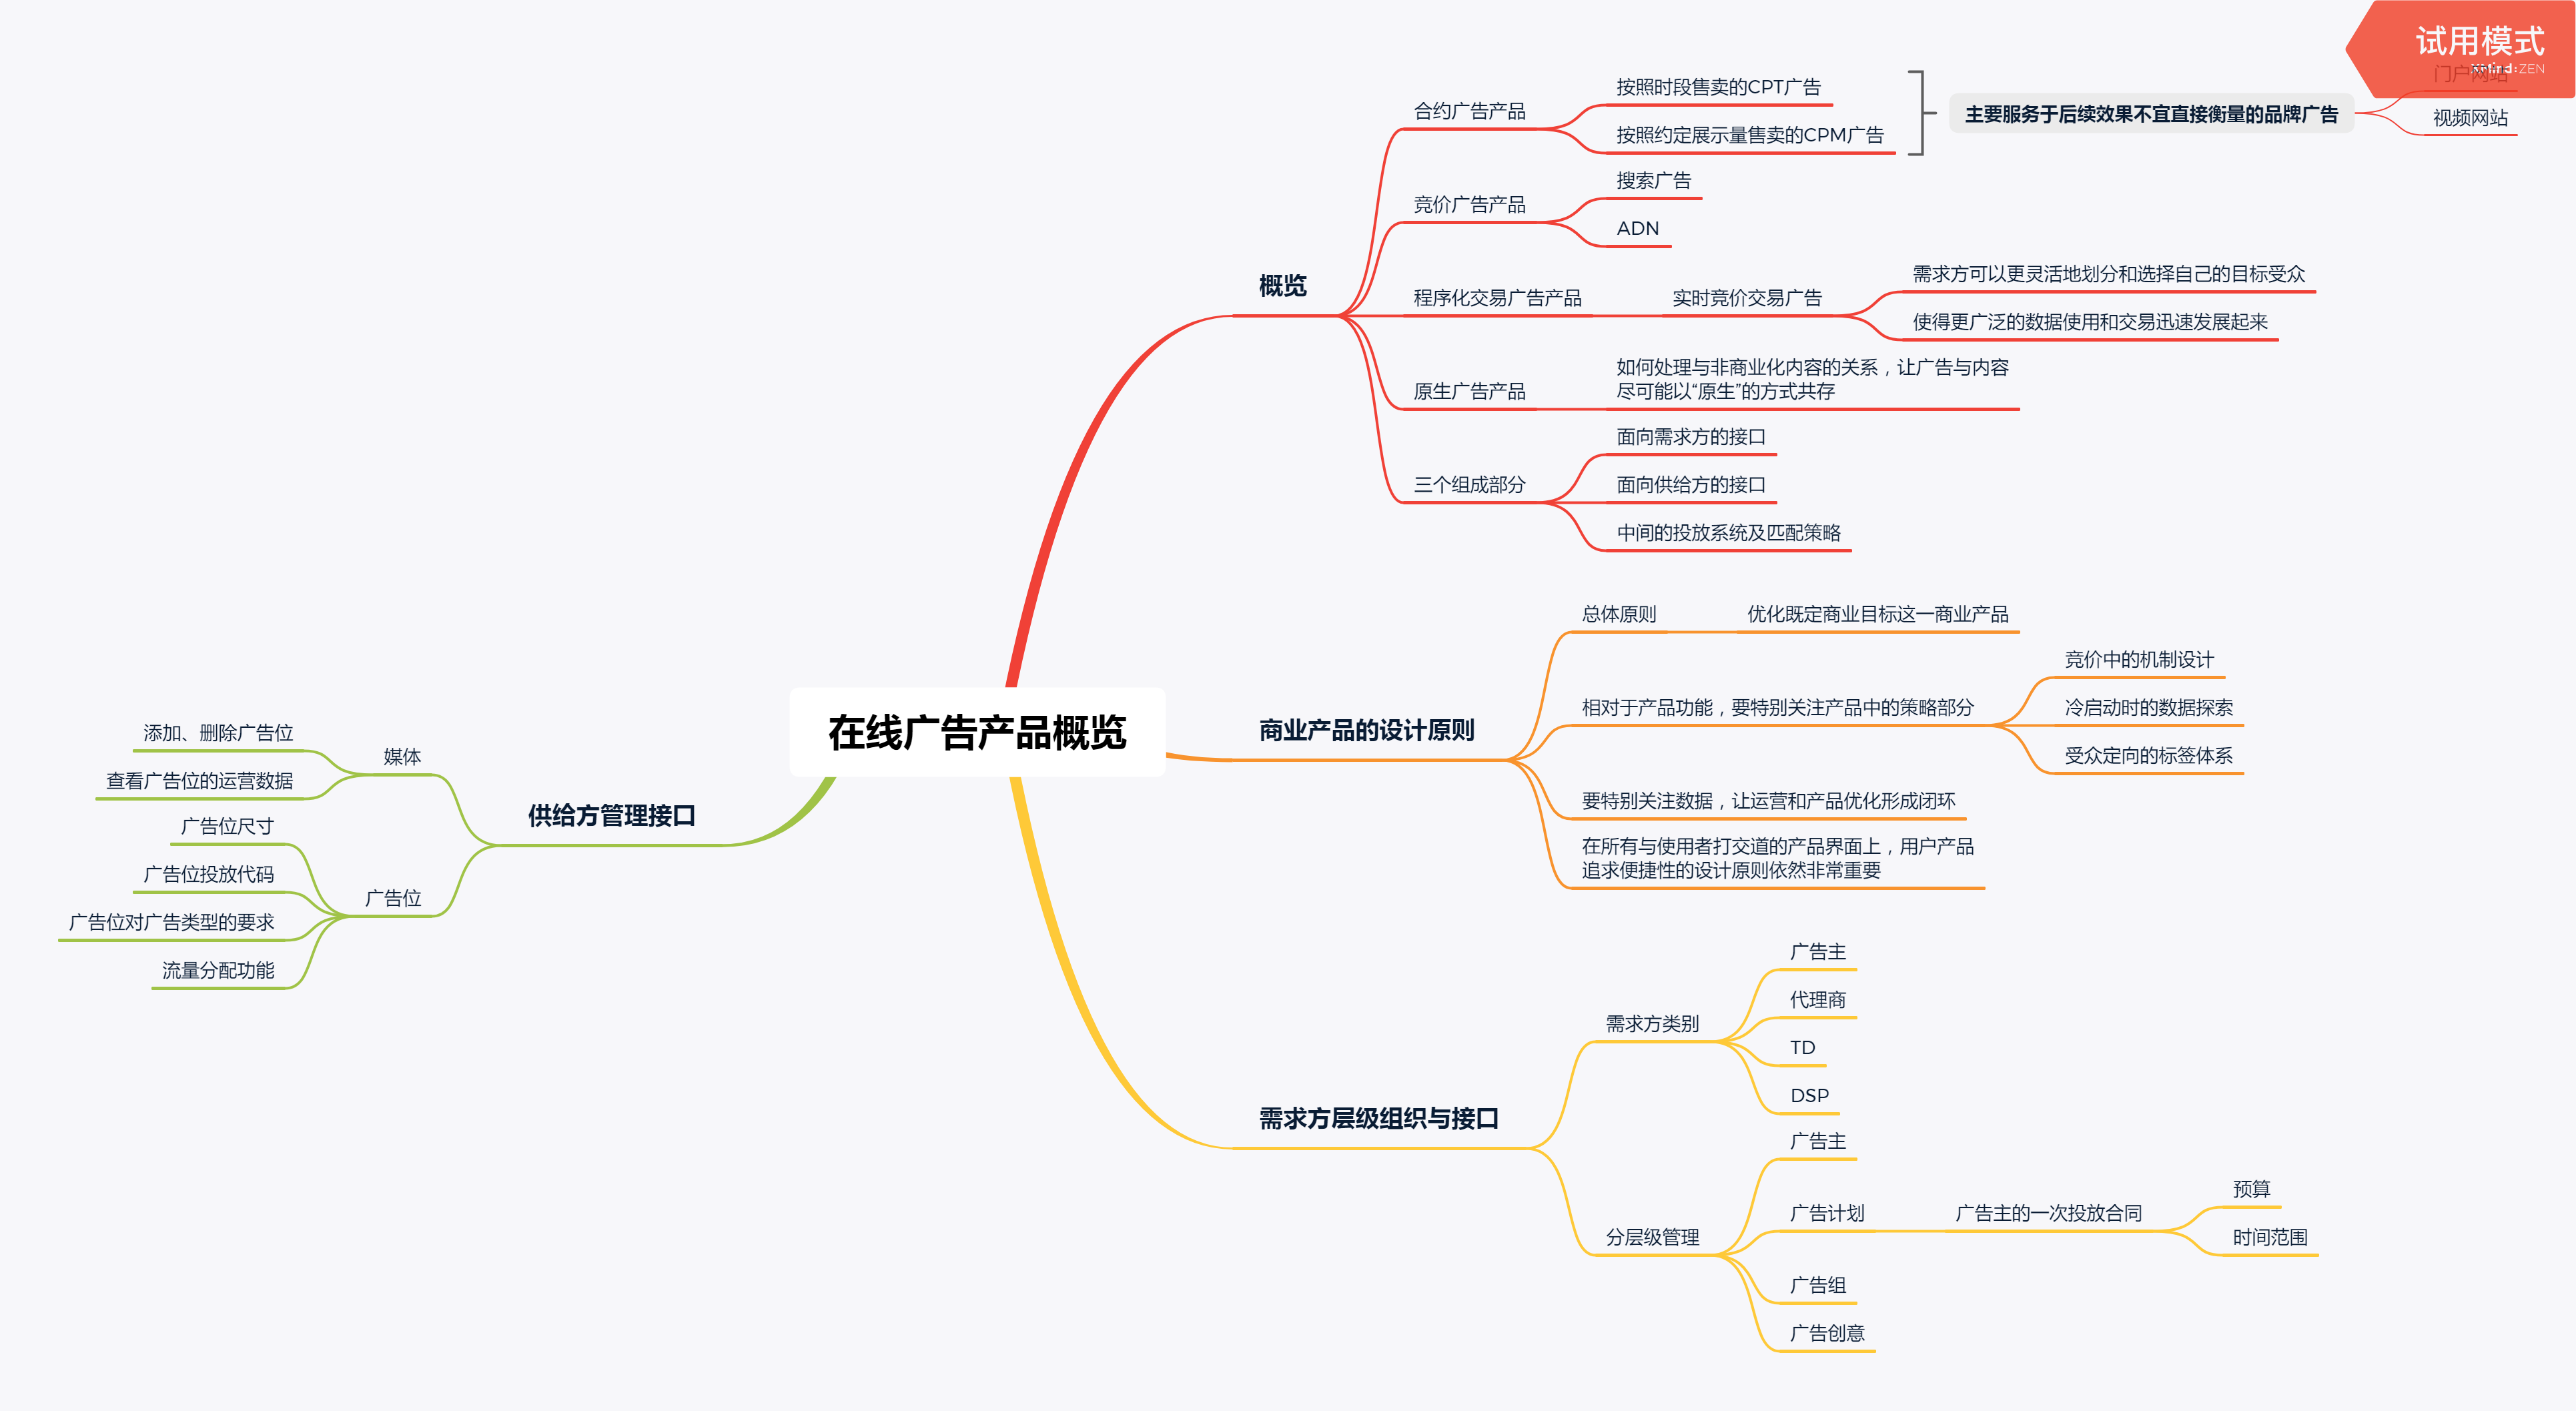 在线广告产品概览
概览
合约广告产品
按照时段售卖的CPT广告
按照约定展示量售卖的CPM广告
主要服务于后续效果不宜直接衡量的品牌广告
门户网站
视频网站
竞价广告产品
搜索广告
ADN
程序化交易广告产品
实时竞价交易广告
需求方可以更灵活地划分和选择自己的目标受众
使得更广泛的数据使用和交易迅速发展起来
原生广告产品
如何处理与非商业化内容的关系，让广告与内容
尽可能以“原生”的方式共存
三个组成部分
面向需求方的接口
面向供给方的接口
中间的投放系统及匹配策略
商业产品的设计原则
总体原则
优化既定商业目标这一商业产品
相对于产品功能，要特别关注产品中的策略部分
竞价中的机制设计
冷启动时的数据探索
受众定向的标签体系
要特别关注数据，让运营和产品优化形成闭环
在所有与使用者打交道的产品界面上，用户产品
追求便捷性的设计原则依然非常重要
需求方层级组织与接口
需求方类别
广告主
代理商
TD
DSP
分层级管理
广告主
广告计划
广告主的一次投放合同
预算
时间范围
广告组
广告创意
供给方管理接口
媒体
添加、删除广告位
查看广告位的运营数据
广告位
广告位尺寸
广告位投放代码
广告位对广告类型的要求
流量分配功能
试用模式
XMind:ZEN